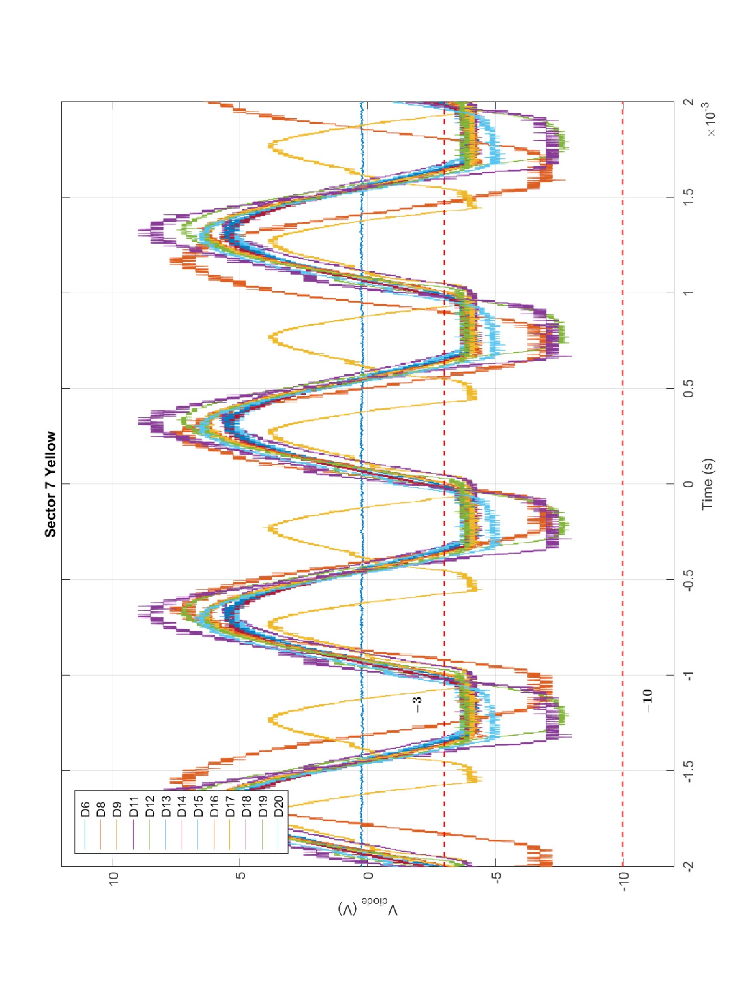 Sector 7 Yellow
D6
D8
D9
D11
D12
D13
D14
D15
D16
D17
D18
D19
D20
10
5
0
-5
-10
V_diode (V)
−3
−10
-2
-1.5
-1
-0.5
0
0.5
1
1.5
2
×10^-3
Time (s)